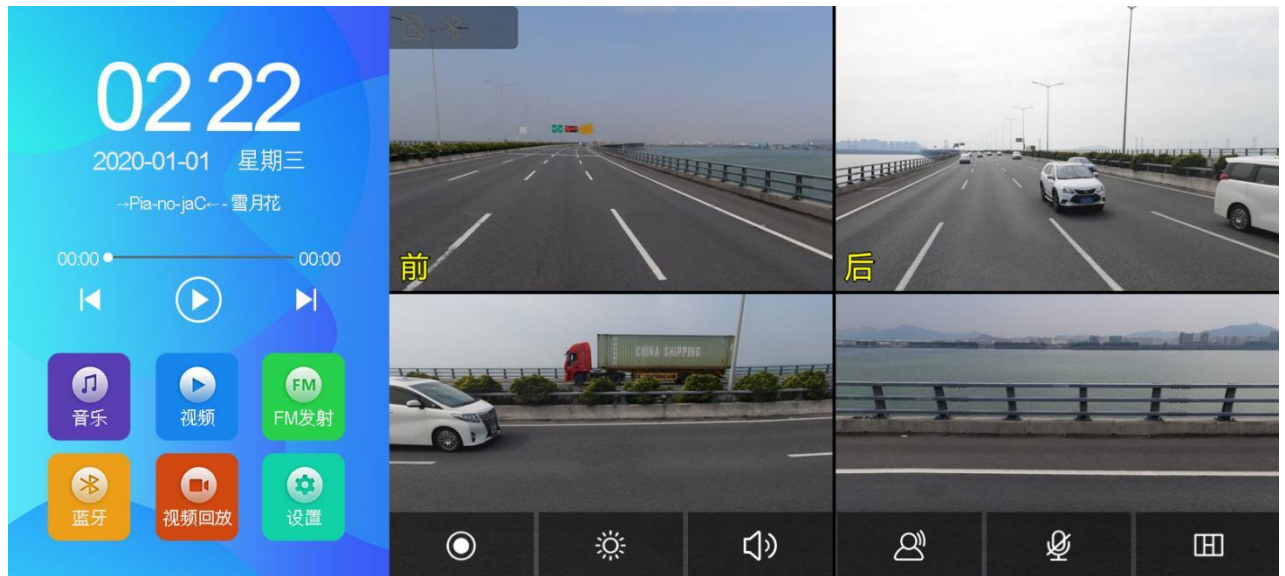 02 22
2020-01-01 星期三
→Pia-no-jaC← - 雪月花
00:00 00:00
音乐
视频
FM
FM发射
蓝牙
视频回放
设置
前
后
CHINA SHIPPING